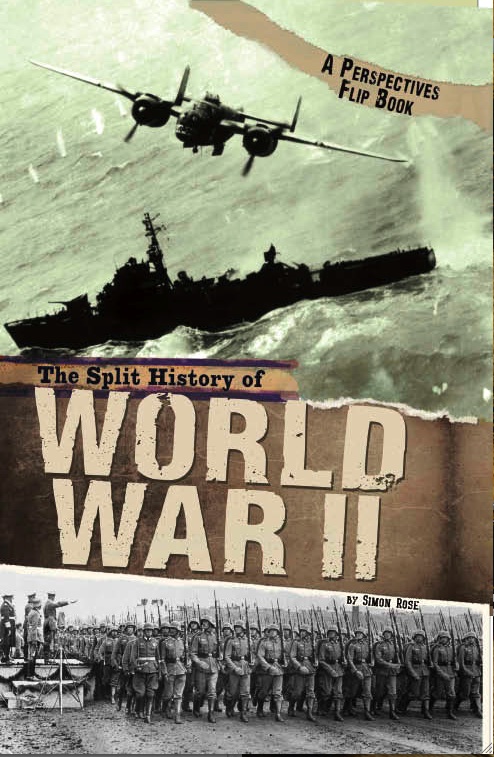 A Perspectives
Flip Book
The Split History of
WORLD
WAR II
by Simon Rose